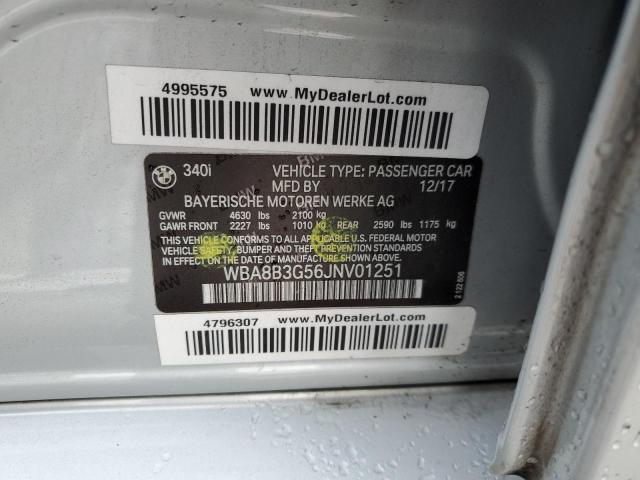 4995575 www.MyDealerLot.com
340i VEHICLE TYPE: PASSENGER CAR
MFD BY 12/17
BAYERISCHE MOTOREN WERKE AG
GVWR 4630 lbs 2100 kg
GAWR FRONT 2227 lbs 1010 kg REAR 2590 lbs 1175 kg
THIS VEHICLE CONFORMS TO ALL APPLICABLE U.S. FEDERAL MOTOR
VEHICLE SAFETY, BUMPER AND THEFT PREVENTION STANDARDS
IN EFFECT ON THE DATE OF MANUFACTURE SHOWN ABOVE.
WBA8B3G56JNV01251
2 122 506
4796307 www.MyDealerLot.com